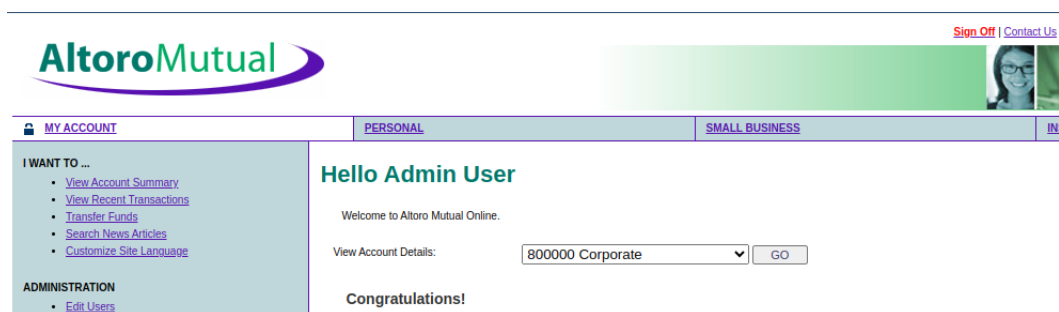 Sign Off | Contact Us
AltoroMutual
MY ACCOUNT
PERSONAL
SMALL BUSINESS
IN
I WANT TO ...
View Account Summary
View Recent Transactions
Transfer Funds
Search News Articles
Customize Site Language
ADMINISTRATION
Edit Users
Hello Admin User
Welcome to Altoro Mutual Online.
View Account Details: 800000 Corporate GO
Congratulations!